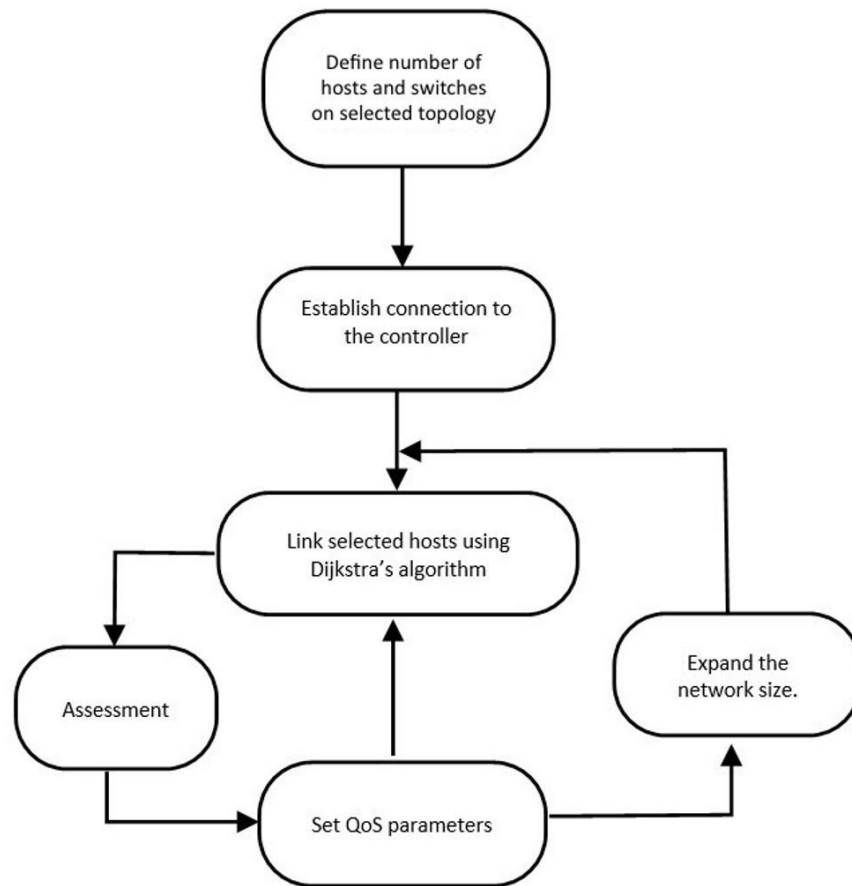 Define number of
hosts and switches
on selected topology
Establish connection to
the controller
Link selected hosts using
Dijkstra’s algorithm
Assessment
Expand the
network size.
Set QoS parameters